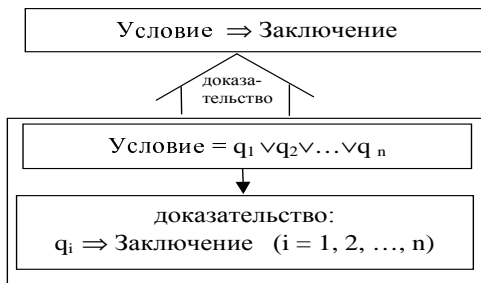 Условие ⇒ Заключение
доказа-
тельство
Условие = q₁ ∨q₂∨…∨q ₙ
доказательство:
qᵢ ⇒ Заключение (i = 1, 2, …, n)